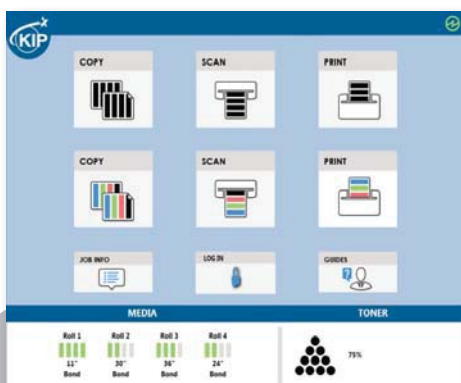 KIP
COPY SCAN PRINT
COPY SCAN PRINT
JOB INFO LOG IN GUIDES
MEDIA TONER
Roll 1 Roll 2 Roll 3 Roll 4
11" 30" 36" 24"
Bond Bond Bond Bond
75%